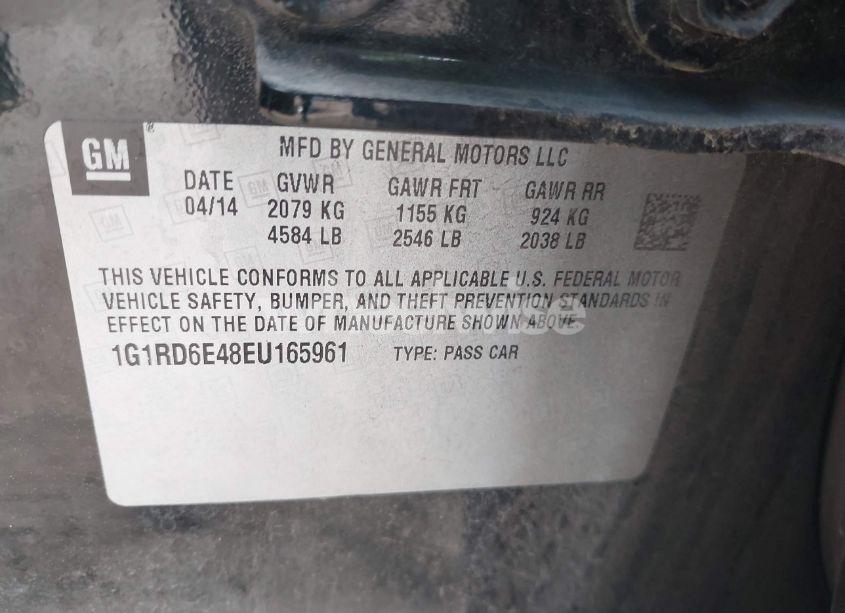 GM
MFD BY GENERAL MOTORS LLC
DATE GVWR GAWR FRT GAWR RR
04/14 2079 KG 1155 KG 924 KG
4584 LB 2546 LB 2038 LB
THIS VEHICLE CONFORMS TO ALL APPLICABLE U.S. FEDERAL MOTOR
VEHICLE SAFETY, BUMPER, AND THEFT PREVENTION STANDARDS IN
EFFECT ON THE DATE OF MANUFACTURE SHOWN ABOVE.
1G1RD6E48EU165961 TYPE: PASS CAR